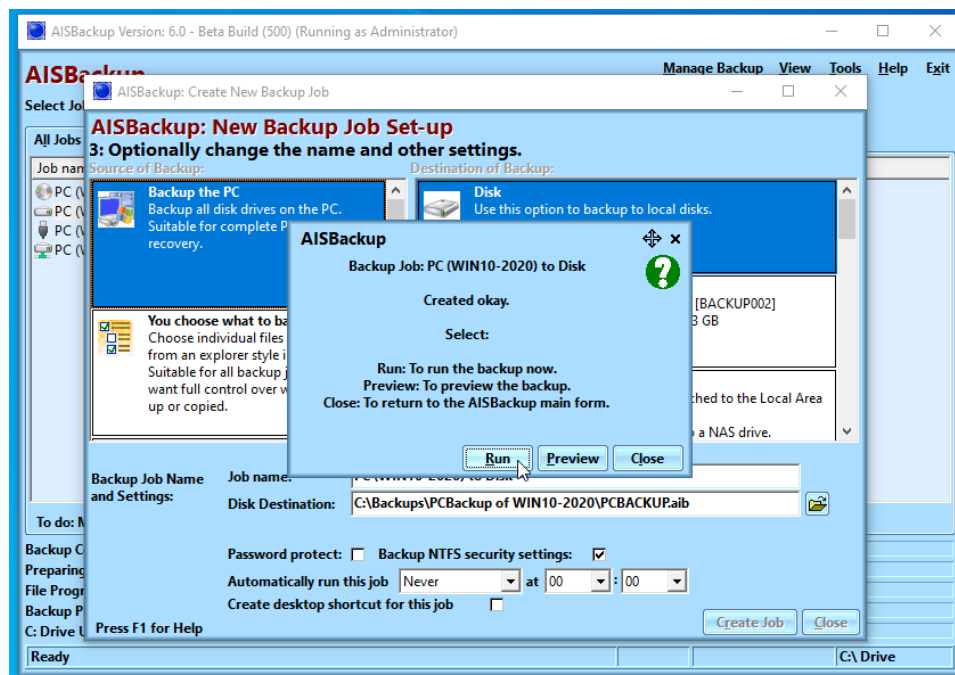 AISBackup Version: 6.0 - Beta Build (500) (Running as Administrator)
AISBackup
Manage Backup View Tools Help Exit
Select Jo
AISBackup: Create New Backup Job
AISBackup: New Backup Job Set-up
3: Optionally change the name and other settings.
All Jobs
Job nam
PC (W
PC (W
PC (W
PC (W
Source of Backup:
Destination of Backup:
Backup the PC
Backup all disk drives on the PC.
Suitable for complete P
recovery.
Disk
Use this option to backup to local disks.
[BACKUP002]
3 GB
You choose what to ba
Choose individual files
from an explorer style i
Suitable for all backup j
want full control over w
up or copied.
ched to the Local Area
a NAS drive.
AISBackup
Backup Job: PC (WIN10-2020) to Disk
Created okay.
Select:
Run: To run the backup now.
Preview: To preview the backup.
Close: To return to the AISBackup main form.
Run Preview Close
Backup Job Name
and Settings:
Job name: PC (WIN10-2020) to Disk
Disk Destination: C:\Backups\PCBackup of WIN10-2020\PCBACKUP.aib
Password protect: Backup NTFS security settings:
Automatically run this job Never at 00 : 00
Create desktop shortcut for this job
Press F1 for Help
Create Job Close
To do: M
Backup C
Preparing
File Progr
Backup P
C: Drive U
Ready
C:\ Drive